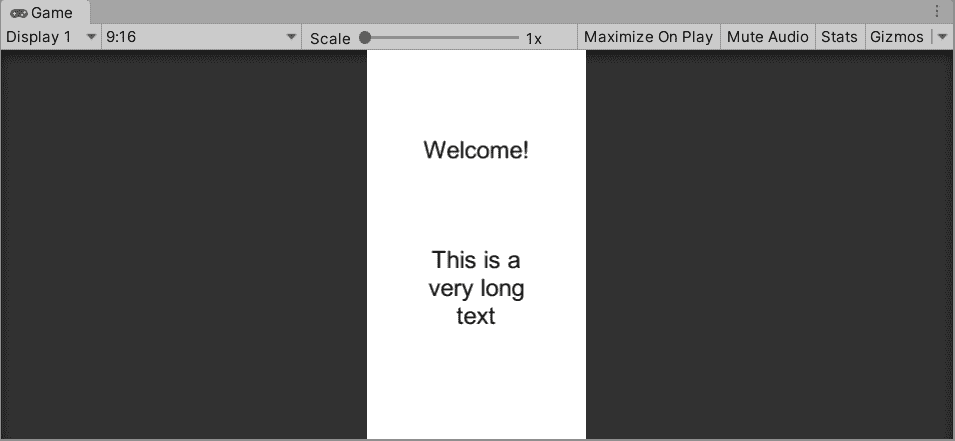 Game
Display 1 9:16 Scale 1x Maximize On Play Mute Audio Stats Gizmos
Welcome!
This is a
very long
text